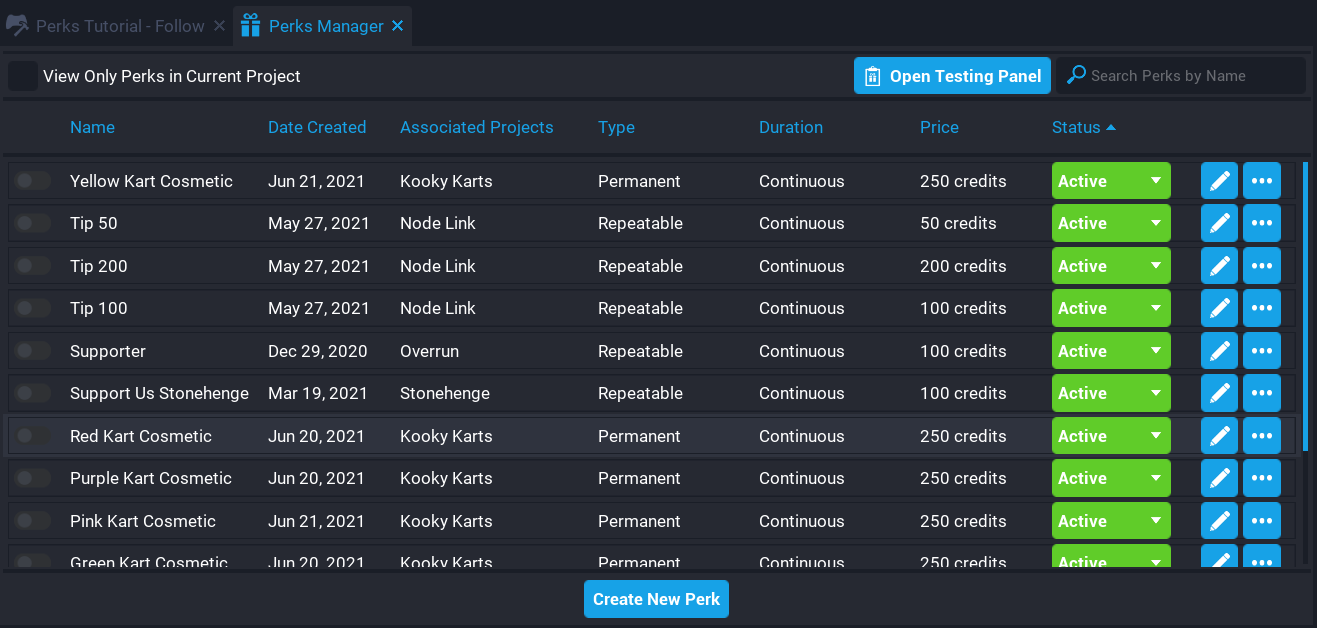 Perks Tutorial - Follow Perks Manager
View Only Perks in Current Project Open Testing Panel Search Perks by Name
Name Date Created Associated Projects Type Duration Price Status
Yellow Kart Cosmetic Jun 21, 2021 Kooky Karts Permanent Continuous 250 credits Active
Tip 50 May 27, 2021 Node Link Repeatable Continuous 50 credits Active
Tip 200 May 27, 2021 Node Link Repeatable Continuous 200 credits Active
Tip 100 May 27, 2021 Node Link Repeatable Continuous 100 credits Active
Supporter Dec 29, 2020 Overrun Repeatable Continuous 100 credits Active
Support Us Stonehenge Mar 19, 2021 Stonehenge Repeatable Continuous 100 credits Active
Red Kart Cosmetic Jun 20, 2021 Kooky Karts Permanent Continuous 250 credits Active
Purple Kart Cosmetic Jun 20, 2021 Kooky Karts Permanent Continuous 250 credits Active
Pink Kart Cosmetic Jun 21, 2021 Kooky Karts Permanent Continuous 250 credits Active
Green Kart Cosmetic Jun 20, 2021 Kooky Karts Permanent Continuous 250 credits Active
Create New Perk